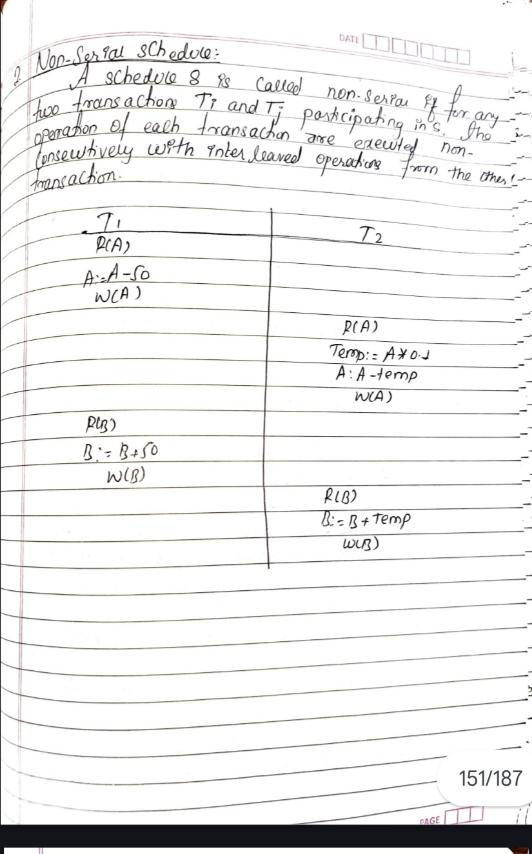 DATE
2 Non-Serial schedule:
A schedule S is called non-serial if for any
two transactions Ti and Tj participating in S, the
operation of each transaction are executed non-
Consecutively with inter leaved operations from the other
transaction.
T1 T2
R(A)
A:=A-50
W(A)
R(A)
Temp:= A*0.1
A:A-temp
W(A)
R(B)
B:= B+50
W(B)
R(B)
B:=B+Temp
W(B)
151/187
PAGE